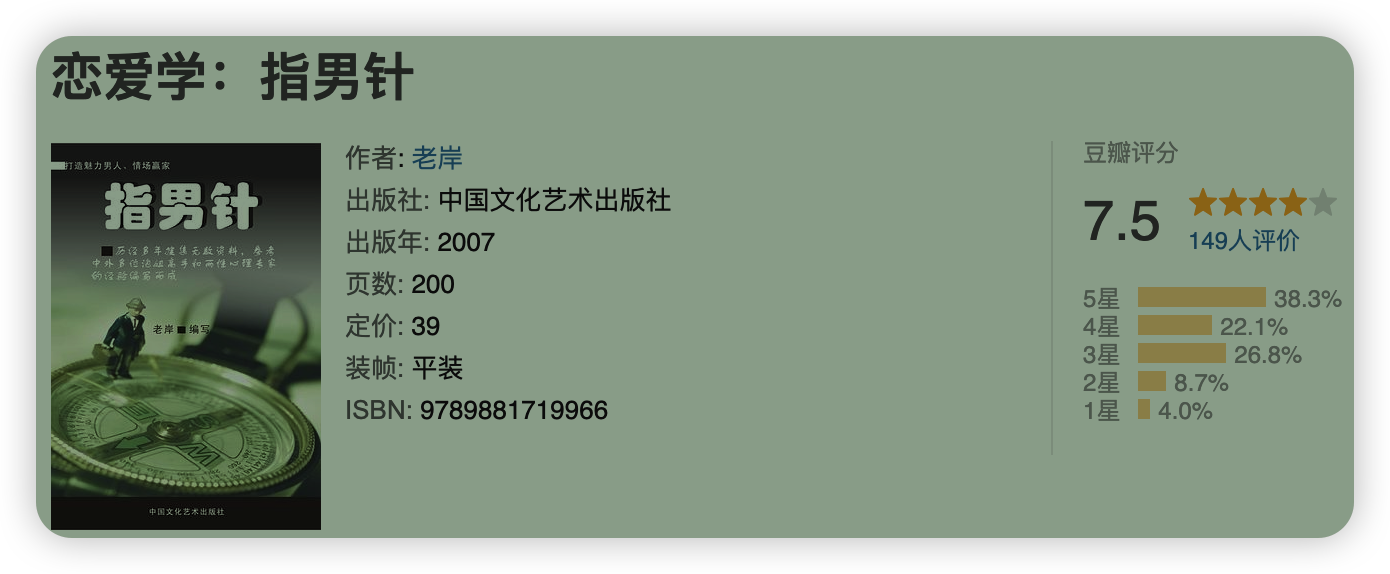 恋爱学：指男针
打造魅力男人、情场赢家
指男针
历经多年搜集无数资料，参考
中外多位泡妞高手和两性心理专家
的经验编写而成
老岸 编写
中国文化艺术出版社
作者: 老岸
出版社: 中国文化艺术出版社
出版年: 2007
页数: 200
定价: 39
装帧: 平装
ISBN: 9789881719966
豆瓣评分
7.5
149人评价
5星 38.3%
4星 22.1%
3星 26.8%
2星 8.7%
1星 4.0%